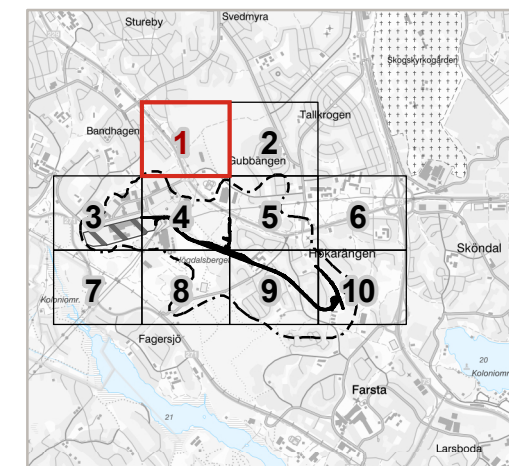 Stureby
Svedmyra
Skogskyrkogården
Tallkrogen
Bandhagen
1
2
Gubbängen
3
4
5
6
Hökarängen
Sköndal
Högdalsberget
7
8
9
10
Koloniomr.
Fagersjö
20
Koloniomr
Farsta
21
Larsboda